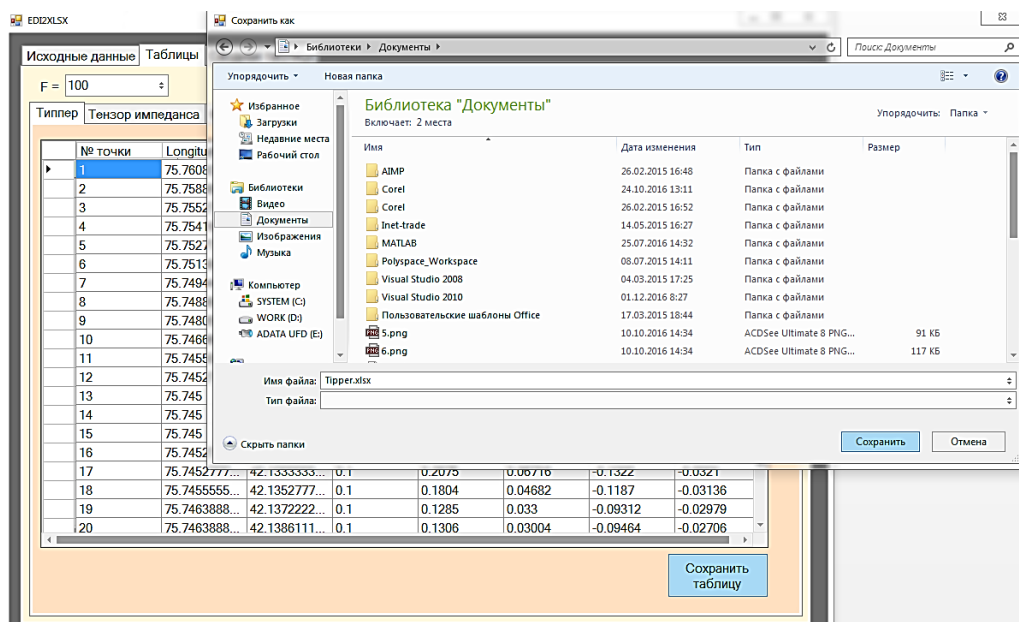 EDI2XLSX
Исходные данные Таблицы
F = 100
Типпер Тензор импеданса
№ точки Longitu
1 75.7608
2 75.7588
3 75.7552
4 75.7541
5 75.7527
6 75.7513
7 75.7494
8 75.7488
9 75.7480
10 75.7466
11 75.7455
12 75.7452
13 75.745
14 75.745
15 75.745
16 75.7452
17 75.7452777... 42.1333333... 0.1 0.2075 0.06716 -0.1322 -0.0321
18 75.7455555... 42.1352777... 0.1 0.1804 0.04682 -0.1187 -0.03136
19 75.7463888... 42.1372222... 0.1 0.1285 0.033 -0.09312 -0.02979
20 75.7463888... 42.1386111... 0.1 0.1306 0.03004 -0.09464 -0.02706
Сохранить
таблицу
Сохранить как
Библиотеки Документы
Поиск: Документы
Упорядочить Новая папка
Избранное
Загрузки
Недавние места
Рабочий стол
Библиотеки
Видео
Документы
Изображения
Музыка
Компьютер
SYSTEM (C:)
WORK (D:)
ADATA UFD (E:)
Библиотека "Документы"
Включает: 2 места
Упорядочить: Папка
Имя Дата изменения Тип Размер
AIMP 26.02.2015 16:48 Папка с файлами
Corel 24.10.2016 13:11 Папка с файлами
Corel 26.02.2015 16:52 Папка с файлами
Inet-trade 14.05.2015 16:27 Папка с файлами
MATLAB 25.07.2016 14:32 Папка с файлами
Polyspace_Workspace 08.07.2015 14:11 Папка с файлами
Visual Studio 2008 04.03.2015 17:25 Папка с файлами
Visual Studio 2010 01.12.2016 8:27 Папка с файлами
Пользовательские шаблоны Office 17.03.2015 18:44 Папка с файлами
5.png 10.10.2016 14:34 ACDSee Ultimate 8 PNG... 91 КБ
6.png 10.10.2016 14:34 ACDSee Ultimate 8 PNG... 117 КБ
Имя файла: Tipper.xlsx
Тип файла:
Скрыть папки
Сохранить Отмена